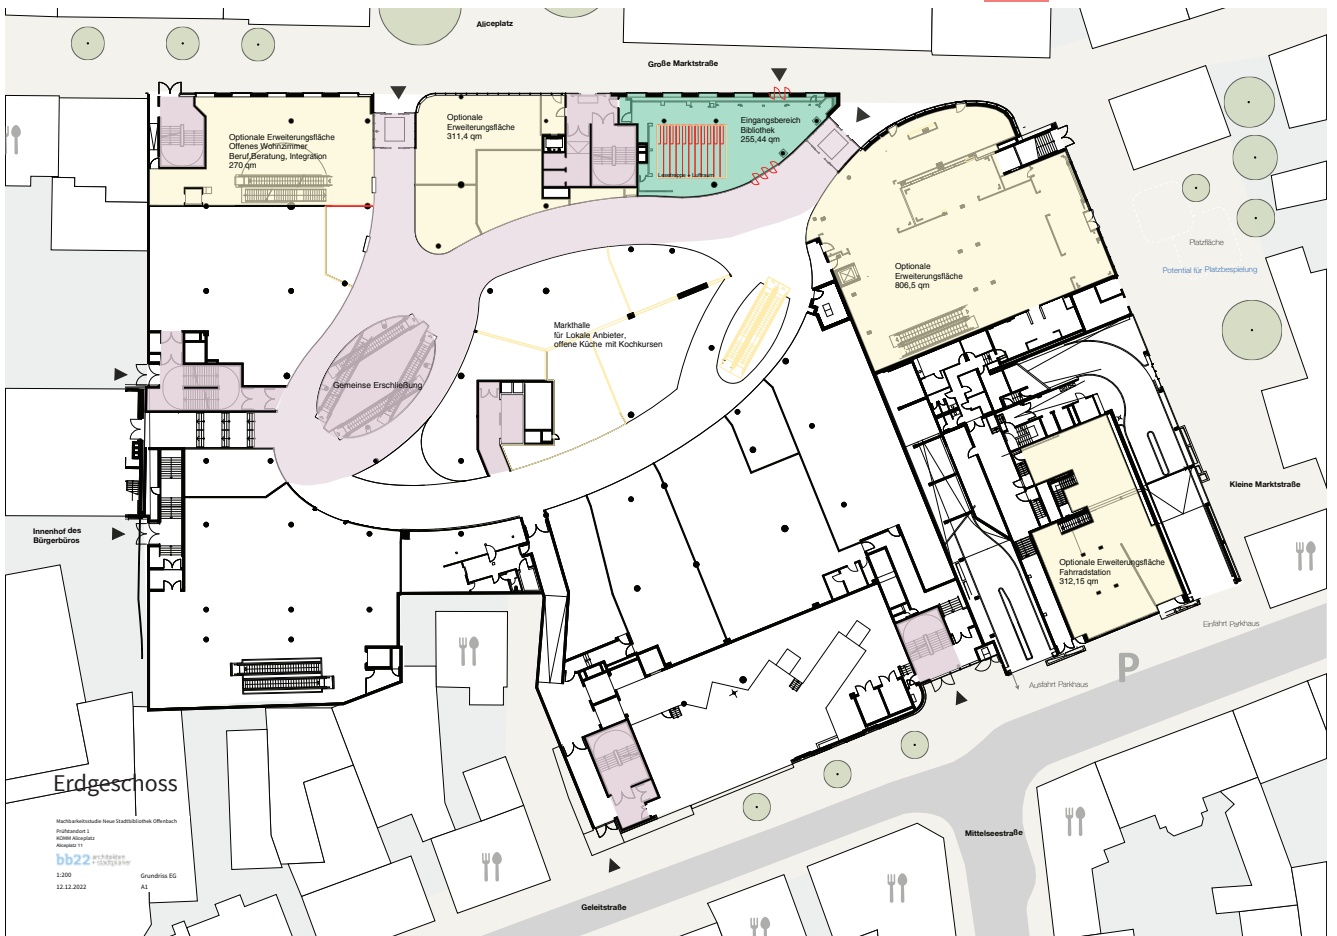 Aliceplatz
Große Marktstraße
Optionale Erweiterungsfläche
Offenes Wohnzimmer
Beruf,Beratung, Integration
270 qm
Optionale
Erweiterungsfläche
311,4 qm
Eingangsbereich
Bibliothek
255,44 qm
Lesetreppe + Luftraum
Optionale
Erweiterungsfläche
806,5 qm
Platzfläche
Potential für Platzbespielung
Markthalle
für Lokale Anbieter,
offene Küche mit Kochkursen
Gemeinse Erschließung
Kleine Marktstraße
Innenhof des
Bürgerbüros
Optionale Erweiterungsfläche
Fahrradstation
312,15 qm
Einfahrt Parkhaus
P
Ausfahrt Parkhaus
Erdgeschoss
Machbarkeitsstudie Neue Stadtbibliothek Offenbach
Prüfstandort 1
KOMM Aliceplatz
Aliceplatz 11
bb22 architekten
+ stadtplaner
1:200 Grundriss EG
12.12.2022 A1
Mittelseestraße
Geleitstraße